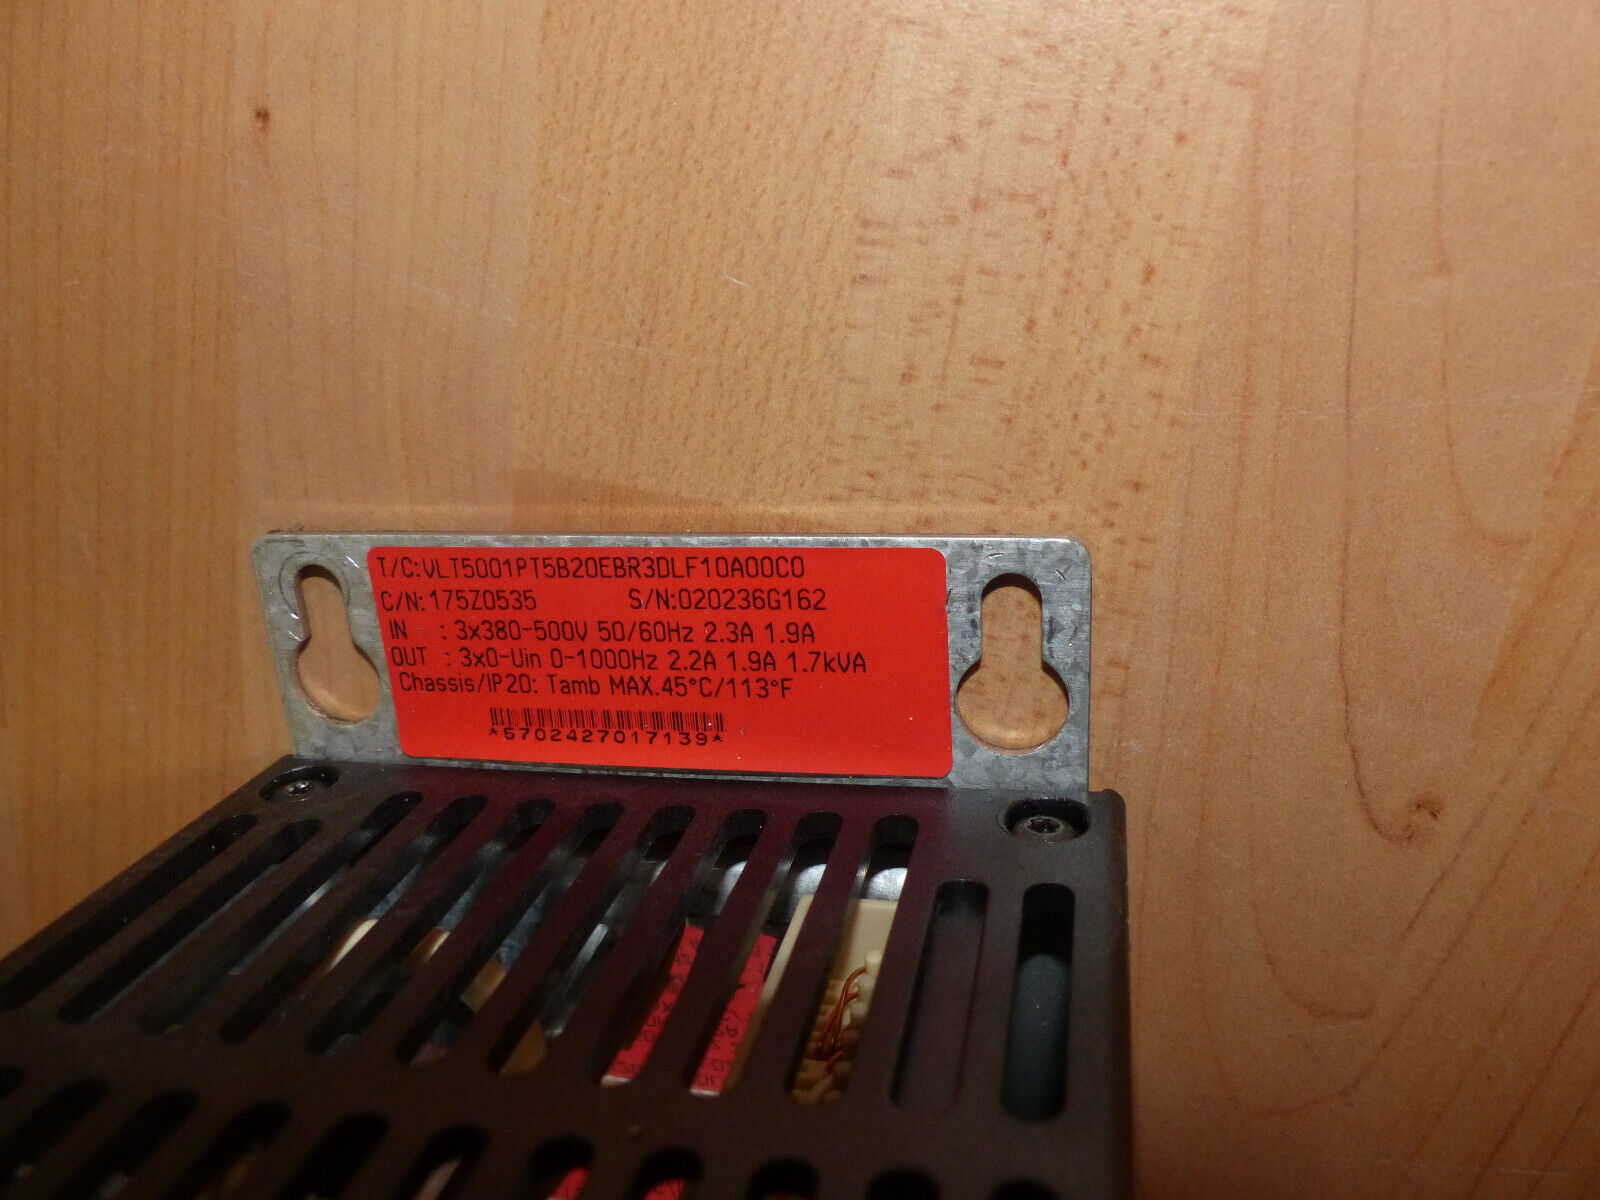 T/C:VLT5001PT5B20EBR3DLF10A00C0
C/N:175Z0535 S/N:020236G162
IN : 3x380-500V 50/60Hz 2.3A 1.9A
OUT : 3x0-Uin 0-1000Hz 2.2A 1.9A 1.7kVA
Chassis/IP20: Tamb MAX.45°C/113°F
*5702427017139*